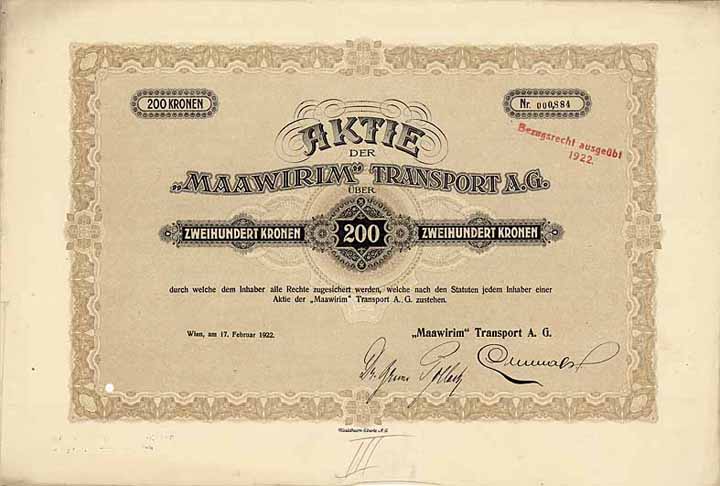 200 KRONEN
Nr. 000,884
Bezugsrecht ausgeübt
1922.
AKTIE
DER
„MAAWIRIM" TRANSPORT A.G.
ÜBER
ZWEIHUNDERT KRONEN 200 ZWEIHUNDERT KRONEN
durch welche dem Inhaber alle Rechte zugesichert werden, welche nach den Statuten jedem Inhaber einer
Aktie der „Maawirim" Transport A. G. zustehen.
Wien, am 17. Februar 1922.
„Maawirim" Transport A. G.
Dr. Pollack
III